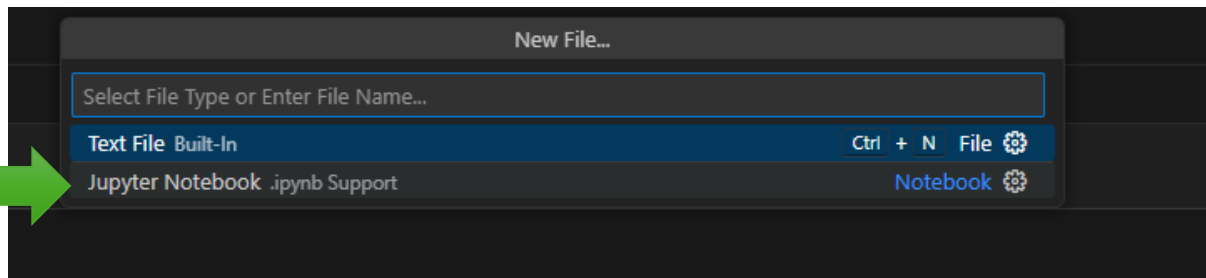 New File...
Select File Type or Enter File Name...
Text File Built-In Ctrl + N File
Jupyter Notebook .ipynb Support Notebook